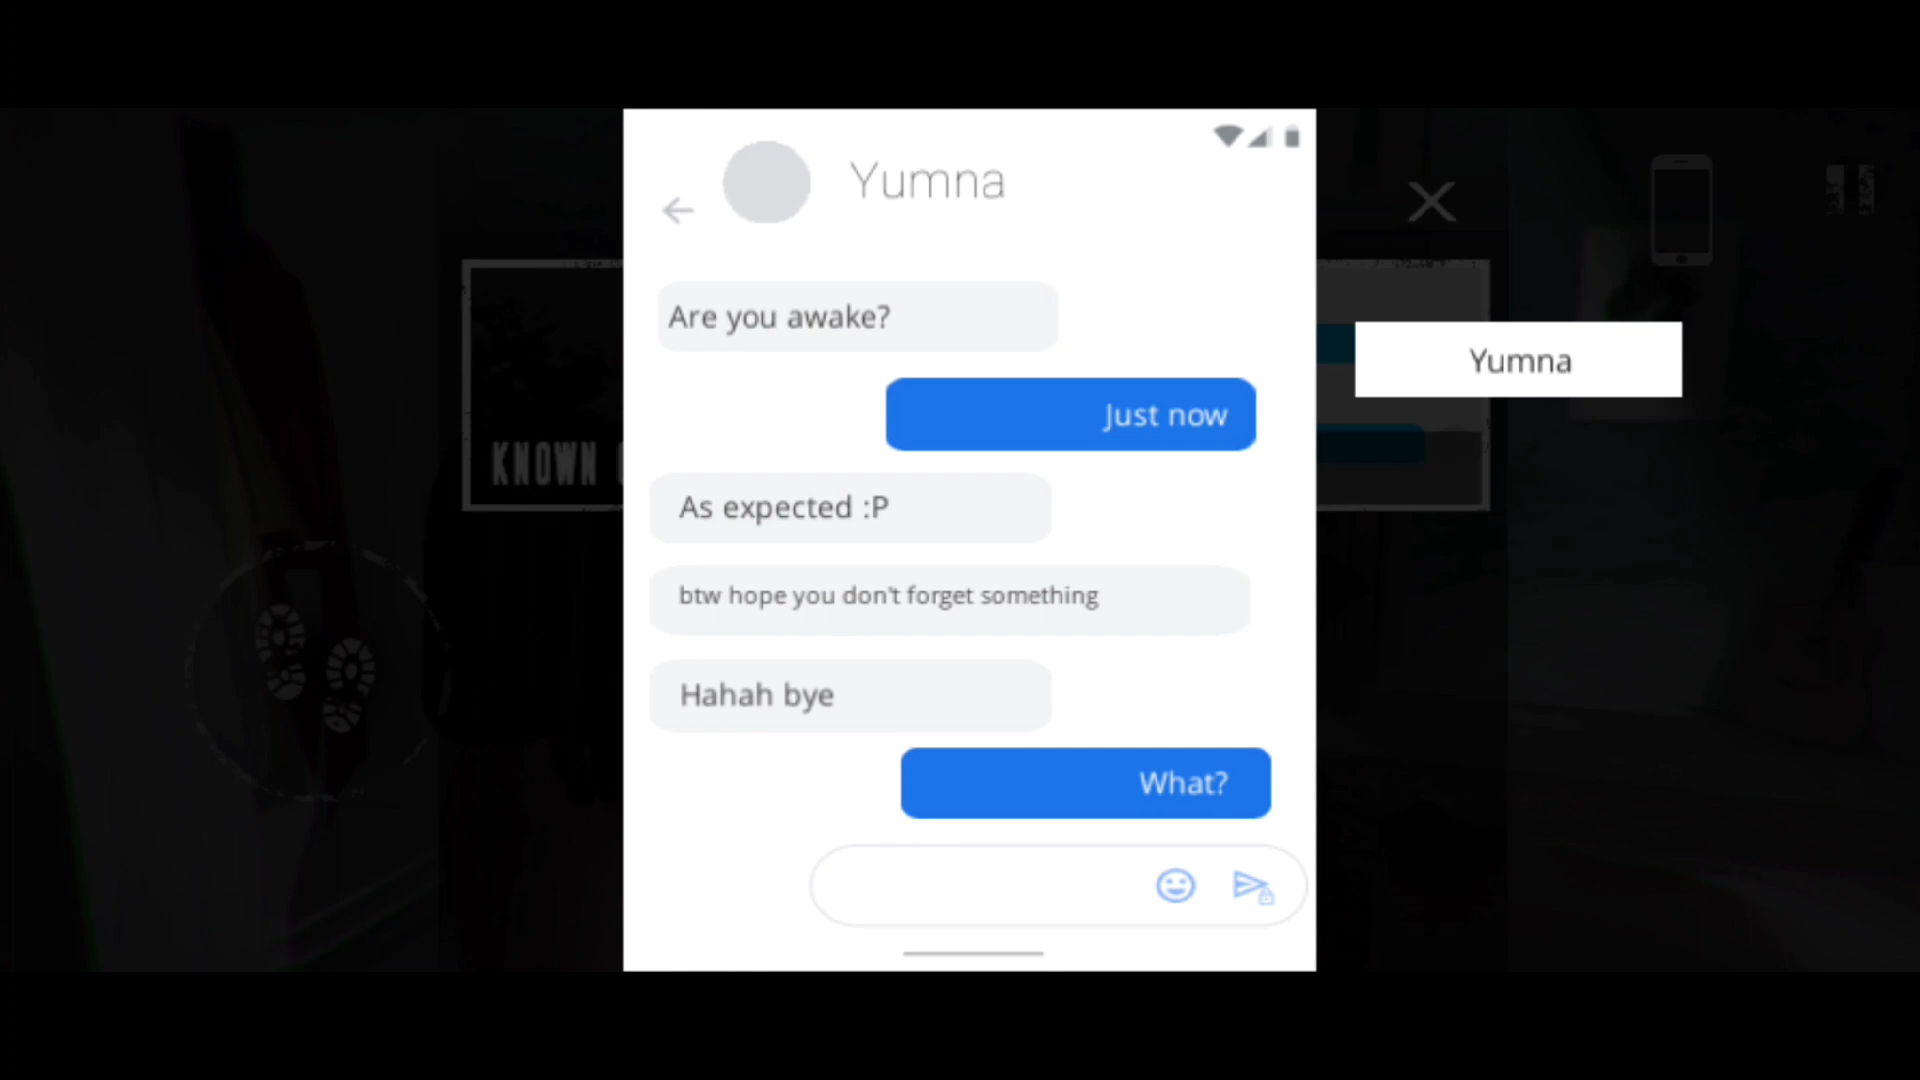 Yumna
Are you awake?
Just now
Yumna
KNOWN
As expected :P
btw hope you don't forget something
Hahah bye
What?